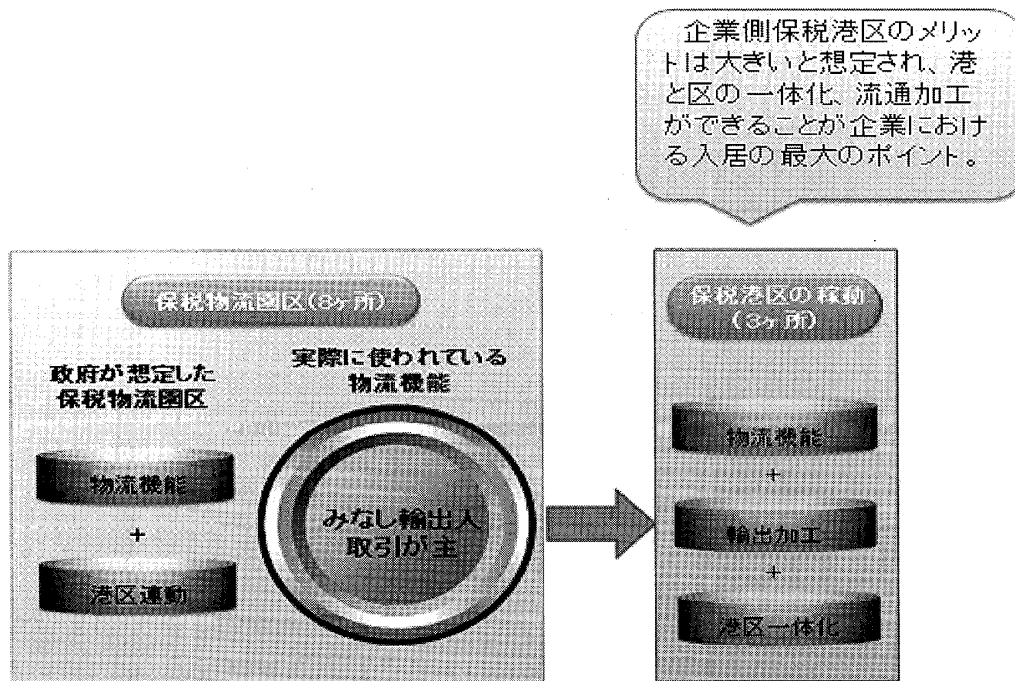 企業側保税港区のメリッ
トは大きいと想定され、港
と区の一体化、流通加工
ができることが企業におけ
る入居の最大のポイント。
保税物流園区(8ヶ所)
政府が想定した
保税物流園区
物流機能
+
港区連動
実際に使われている
物流機能
みなし輸出入
取引が主
保税港区の稼動
(3ヶ所)
物流機能
+
輸出加工
+
港区一体化